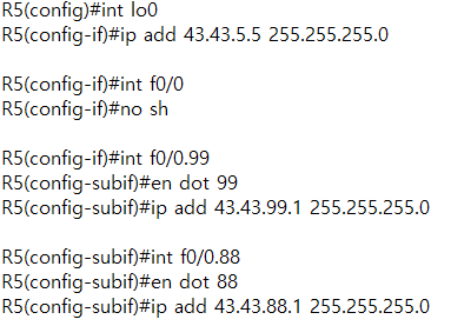 R5(config)#int lo0
R5(config-if)#ip add 43.43.5.5 255.255.255.0
R5(config-if)#int f0/0
R5(config-if)#no sh
R5(config-if)#int f0/0.99
R5(config-subif)#en dot 99
R5(config-subif)#ip add 43.43.99.1 255.255.255.0
R5(config-subif)#int f0/0.88
R5(config-subif)#en dot 88
R5(config-subif)#ip add 43.43.88.1 255.255.255.0